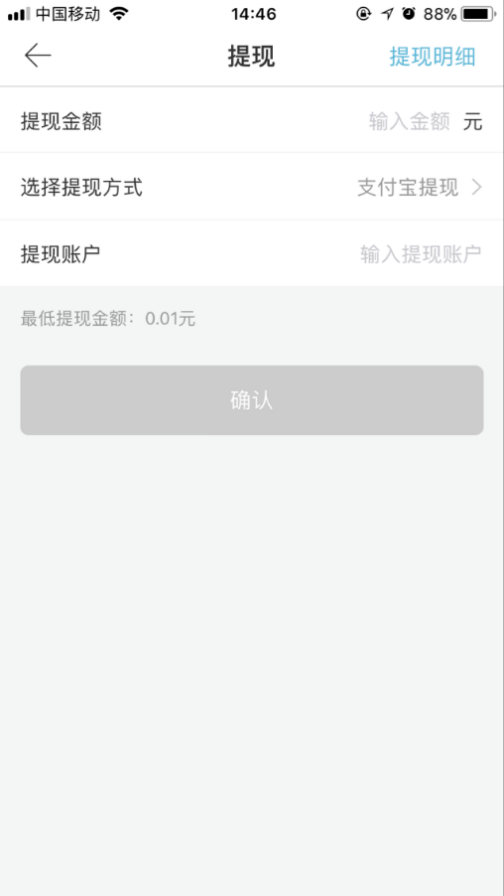 中国移动 14:46 88%
提现 提现明细
提现金额 输入金额 元
选择提现方式 支付宝提现
提现账户 输入提现账户
最低提现金额：0.01元
确认